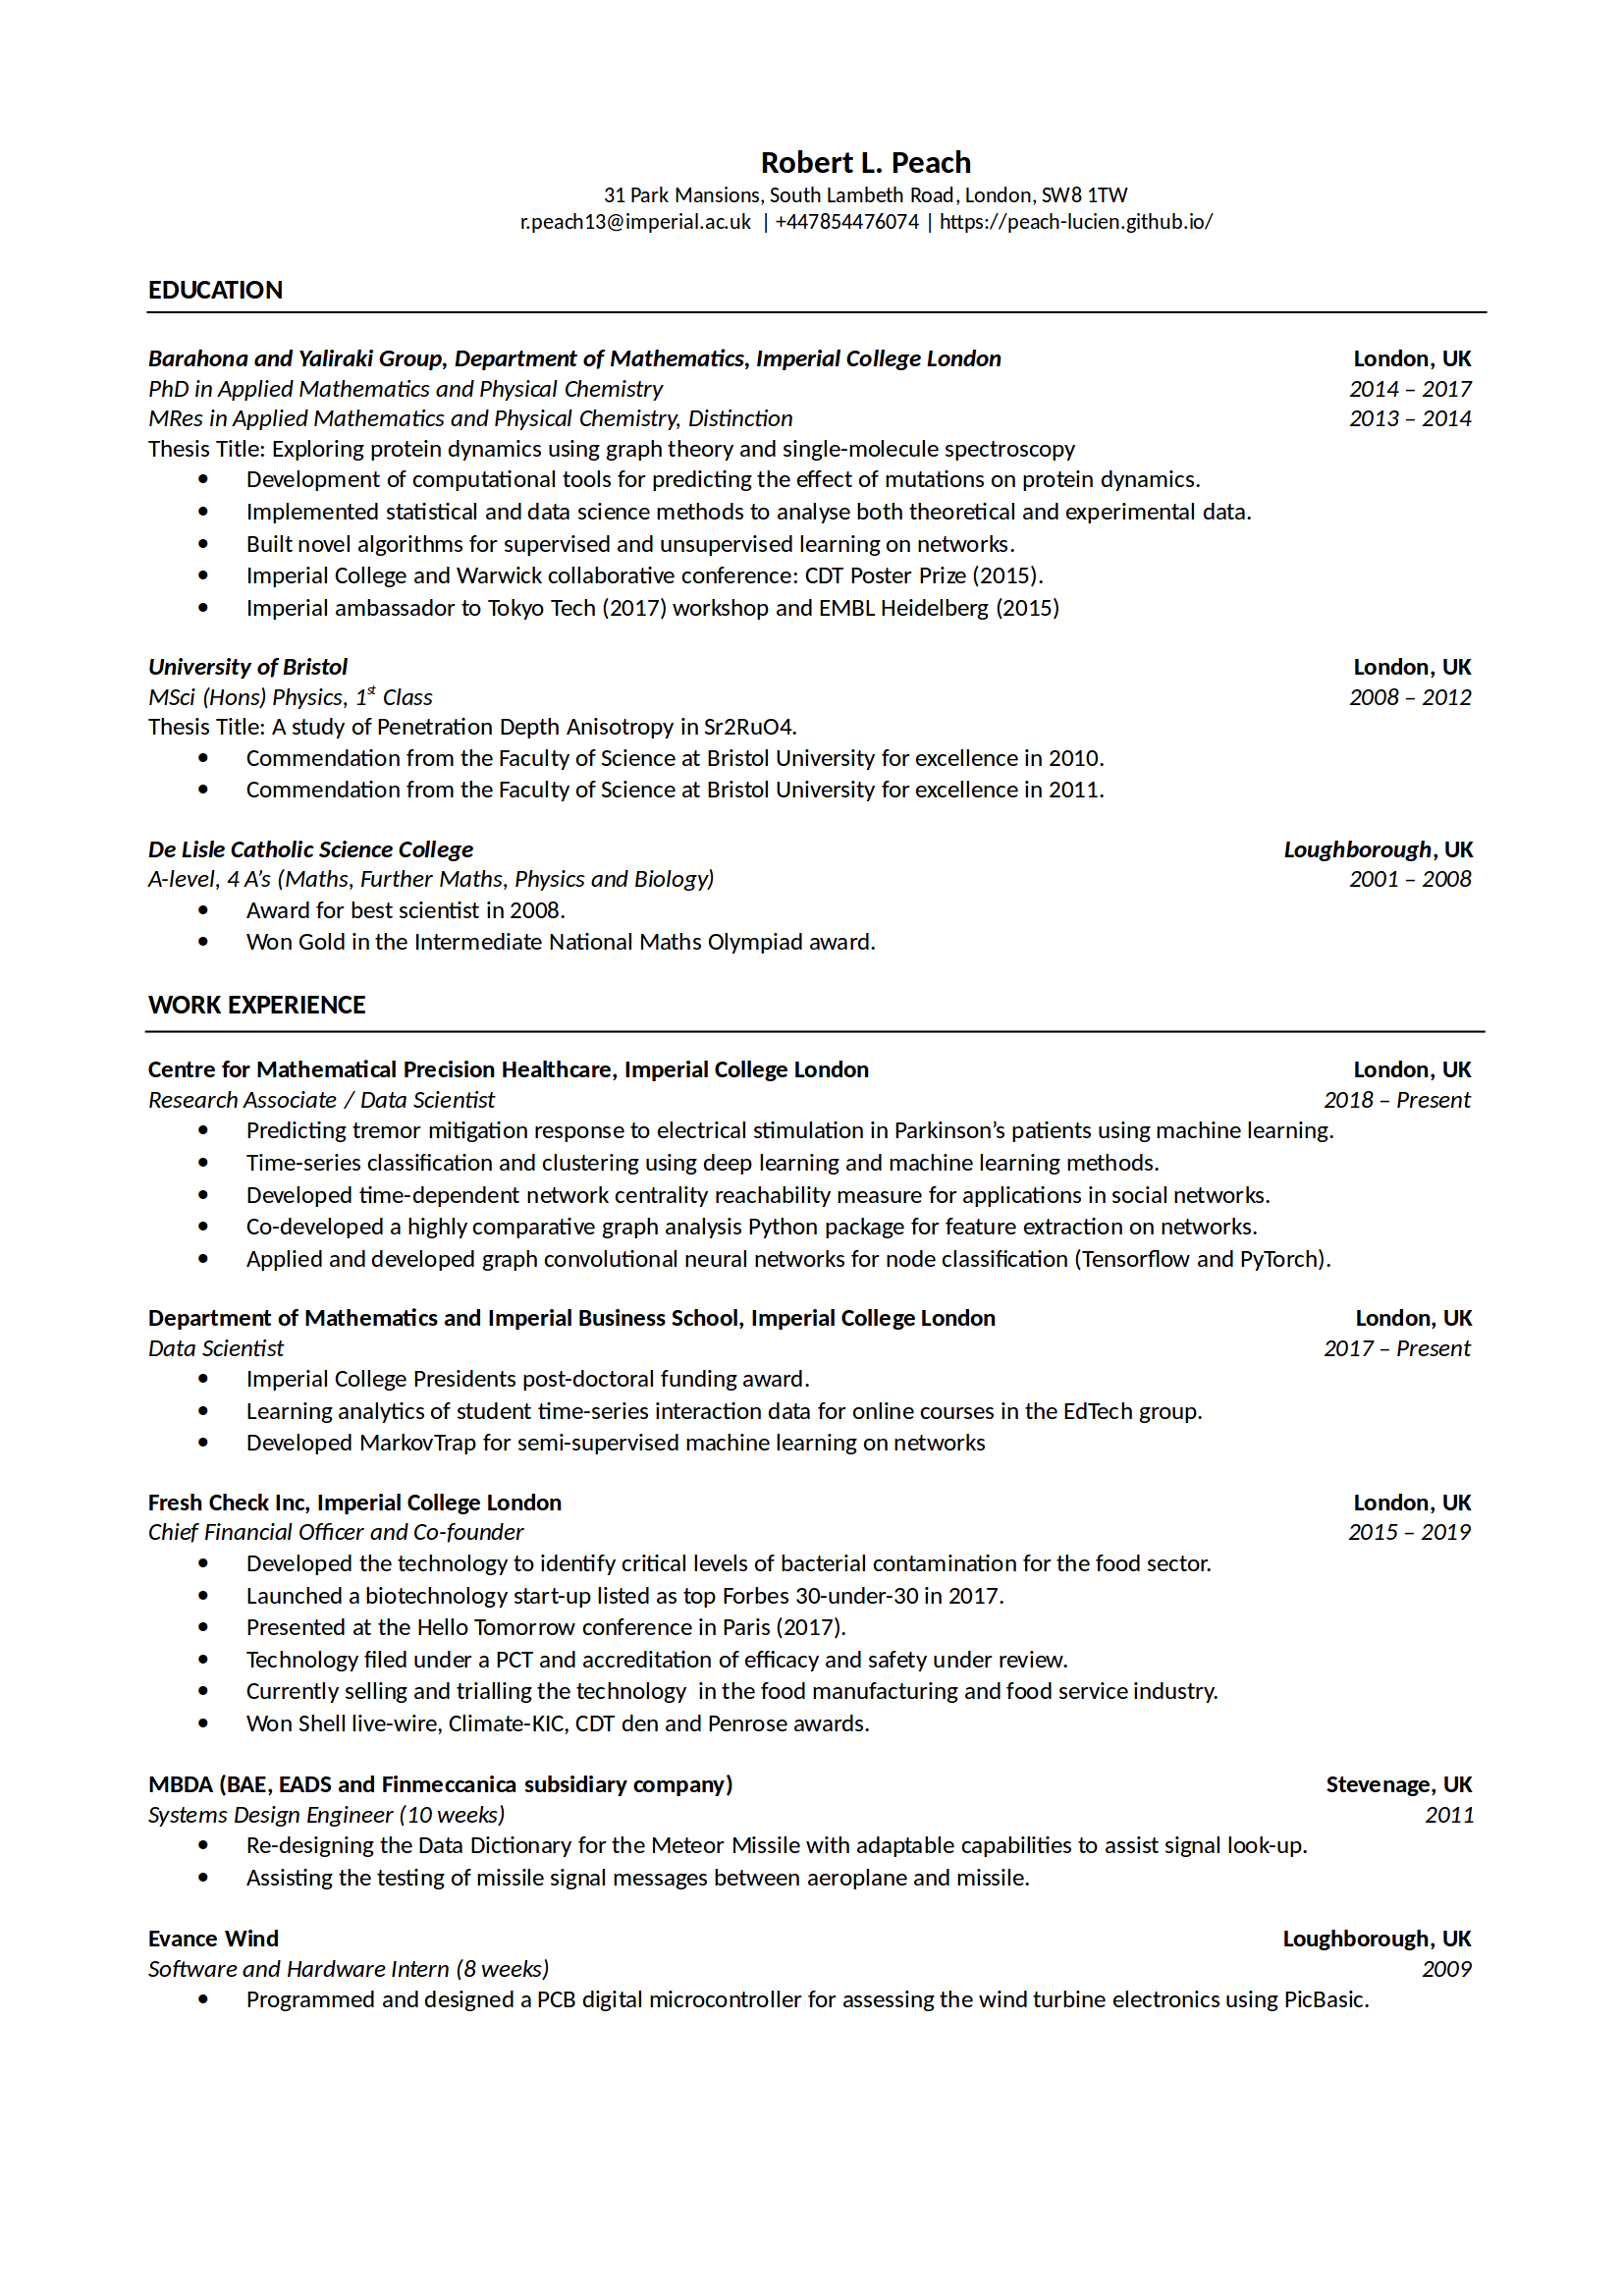 Robert L. Peach
31 Park Mansions, South Lambeth Road, London, SW8 1TW
r.peach13@imperial.ac.uk | +447854476074 | https://peach-lucien.github.io/
EDUCATION
Barahona and Yaliraki Group, Department of Mathematics, Imperial College London London, UK
PhD in Applied Mathematics and Physical Chemistry 2014 – 2017
MRes in Applied Mathematics and Physical Chemistry, Distinction 2013 – 2014
Thesis Title: Exploring protein dynamics using graph theory and single-molecule spectroscopy
• Development of computational tools for predicting the effect of mutations on protein dynamics.
• Implemented statistical and data science methods to analyse both theoretical and experimental data.
• Built novel algorithms for supervised and unsupervised learning on networks.
• Imperial College and Warwick collaborative conference: CDT Poster Prize (2015).
• Imperial ambassador to Tokyo Tech (2017) workshop and EMBL Heidelberg (2015)
University of Bristol London, UK
MSci (Hons) Physics, 1st Class 2008 – 2012
Thesis Title: A study of Penetration Depth Anisotropy in Sr2RuO4.
• Commendation from the Faculty of Science at Bristol University for excellence in 2010.
• Commendation from the Faculty of Science at Bristol University for excellence in 2011.
De Lisle Catholic Science College Loughborough, UK
A-level, 4 A’s (Maths, Further Maths, Physics and Biology) 2001 – 2008
• Award for best scientist in 2008.
• Won Gold in the Intermediate National Maths Olympiad award.
WORK EXPERIENCE
Centre for Mathematical Precision Healthcare, Imperial College London London, UK
Research Associate / Data Scientist 2018 – Present
• Predicting tremor mitigation response to electrical stimulation in Parkinson’s patients using machine learning.
• Time-series classification and clustering using deep learning and machine learning methods.
• Developed time-dependent network centrality reachability measure for applications in social networks.
• Co-developed a highly comparative graph analysis Python package for feature extraction on networks.
• Applied and developed graph convolutional neural networks for node classification (Tensorflow and PyTorch).
Department of Mathematics and Imperial Business School, Imperial College London London, UK
Data Scientist 2017 – Present
• Imperial College Presidents post-doctoral funding award.
• Learning analytics of student time-series interaction data for online courses in the EdTech group.
• Developed MarkovTrap for semi-supervised machine learning on networks
Fresh Check Inc, Imperial College London London, UK
Chief Financial Officer and Co-founder 2015 – 2019
• Developed the technology to identify critical levels of bacterial contamination for the food sector.
• Launched a biotechnology start-up listed as top Forbes 30-under-30 in 2017.
• Presented at the Hello Tomorrow conference in Paris (2017).
• Technology filed under a PCT and accreditation of efficacy and safety under review.
• Currently selling and trialling the technology in the food manufacturing and food service industry.
• Won Shell live-wire, Climate-KIC, CDT den and Penrose awards.
MBDA (BAE, EADS and Finmeccanica subsidiary company) Stevenage, UK
Systems Design Engineer (10 weeks) 2011
• Re-designing the Data Dictionary for the Meteor Missile with adaptable capabilities to assist signal look-up.
• Assisting the testing of missile signal messages between aeroplane and missile.
Evance Wind Loughborough, UK
Software and Hardware Intern (8 weeks) 2009
• Programmed and designed a PCB digital microcontroller for assessing the wind turbine electronics using PicBasic.